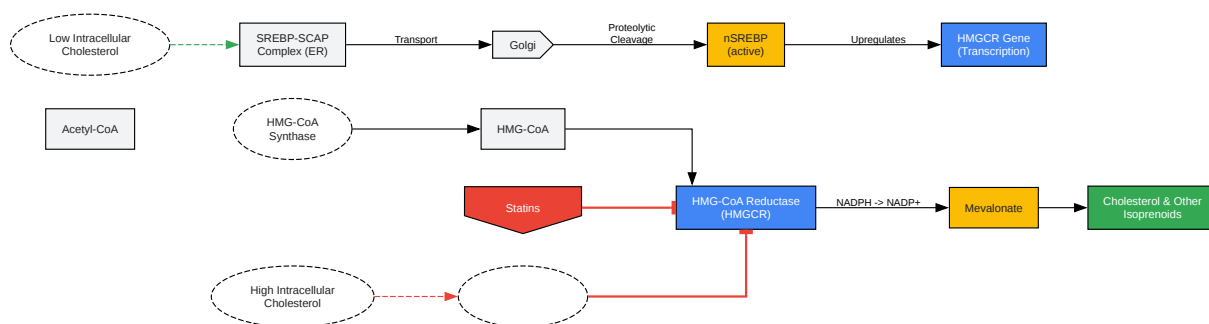 Low Intracellular
Cholesterol
SREBP-SCAP
Complex (ER)
Transport
Golgi
Proteolytic
Cleavage
nSREBP
(active)
Upregulates
HMGCR Gene
(Transcription)
Acetyl-CoA
HMG-CoA
Synthase
HMG-CoA
Statins
HMG-CoA Reductase
(HMGCR)
NADPH -> NADP+
Mevalonate
Cholesterol & Other
Isoprenoids
High Intracellular
Cholesterol